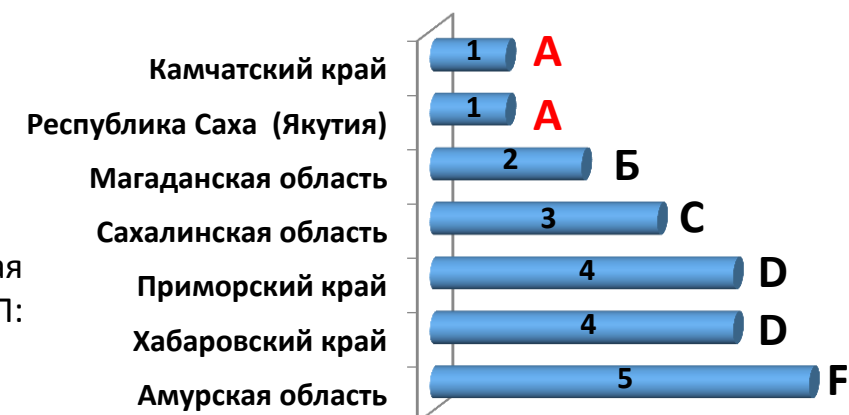 Камчатский край 1 А
Республика Саха (Якутия) 1 А
Магаданская область 2 Б
Сахалинская область 3 С
ая
Приморский край 4 D
П:
Хабаровский край 4 D
Амурская область 5 F